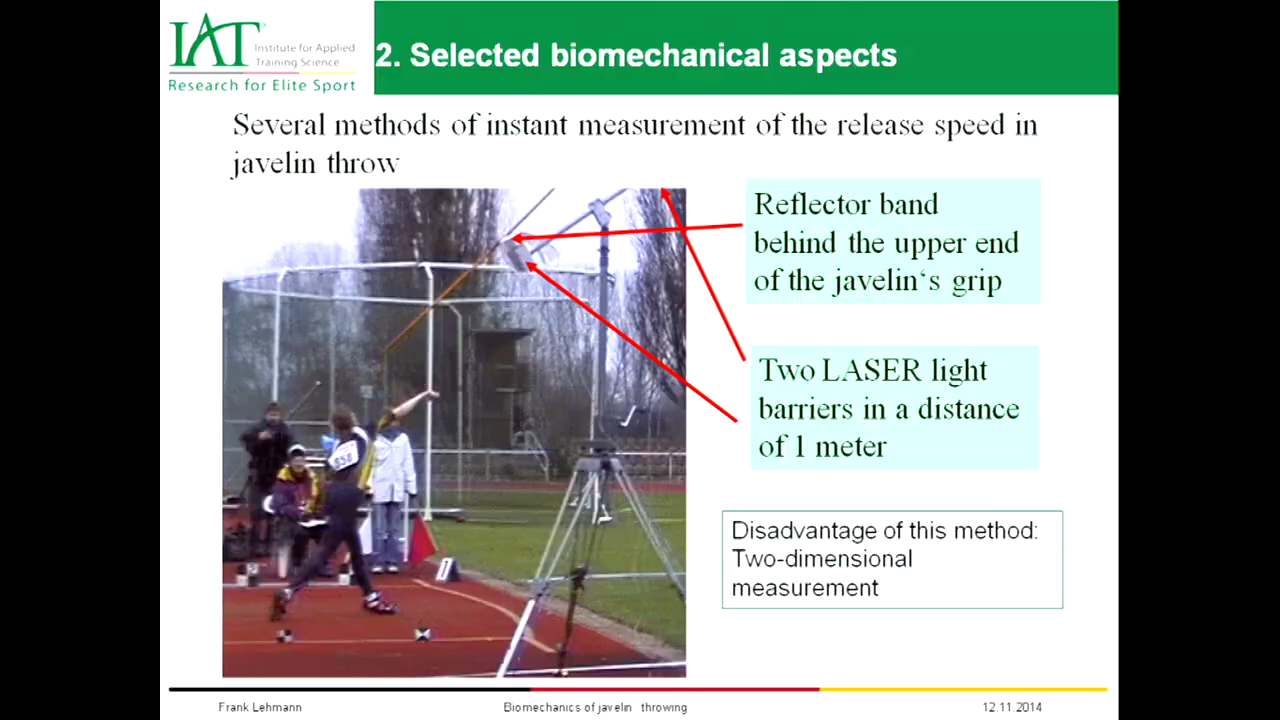 IAT
Institute for Applied
Training Science
Research for Elite Sport
2. Selected biomechanical aspects
Several methods of instant measurement of the release speed in
javelin throw
Reflector band
behind the upper end
of the javelin‘s grip
Two LASER light
barriers in a distance
of 1 meter
Disadvantage of this method:
Two-dimensional
measurement
858
Frank Lehmann
Biomechanics of javelin throwing
12.11.2014